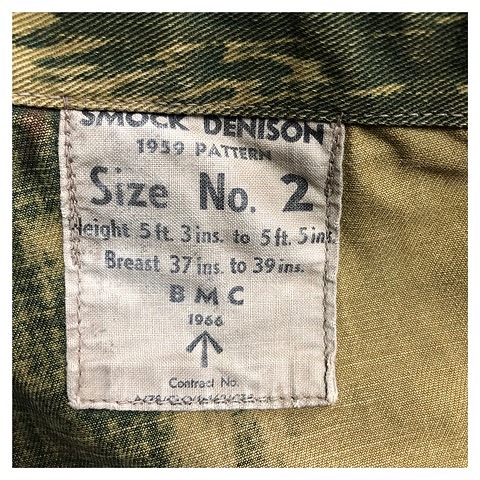 SMOCK DENISON
1959 PATTERN
Size No. 2
Height 5 ft. 3 ins. to 5 ft. 5 ins.
Breast 37 ins. to 39 ins.
B M C
1966
Contract No.